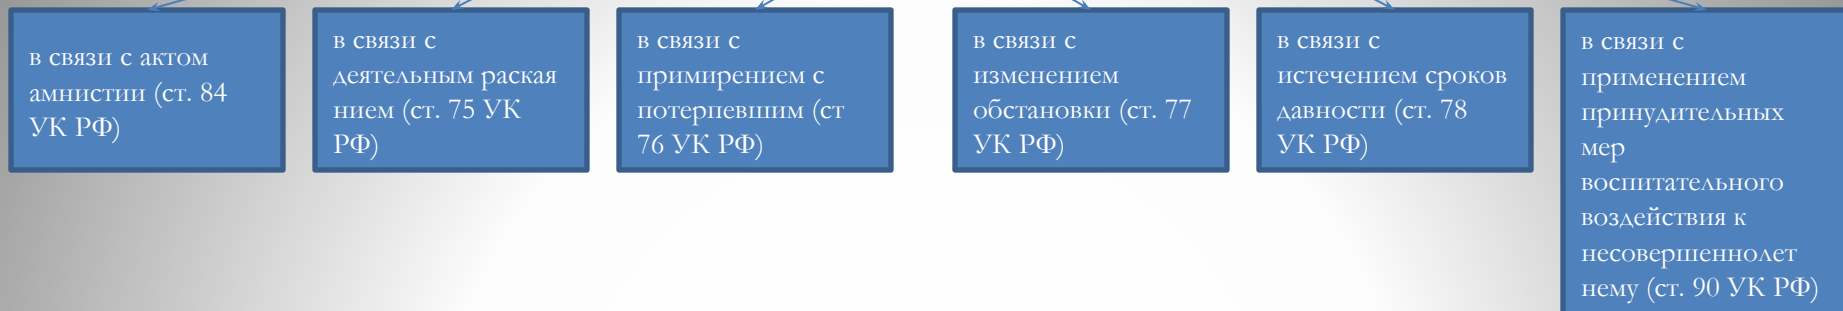 в связи с актом
амнистии (ст. 84
УК РФ)
в связи с
деятельным раская
нием (ст. 75 УК
РФ)
в связи с
примирением с
потерпевшим (ст
76 УК РФ)
в связи с
изменением
обстановки (ст. 77
УК РФ)
в связи с
истечением сроков
давности (ст. 78
УК РФ)
в связи с
применением
принудительных
мер
воспитательного
воздействия к
несовершеннолет
нему (ст. 90 УК РФ)